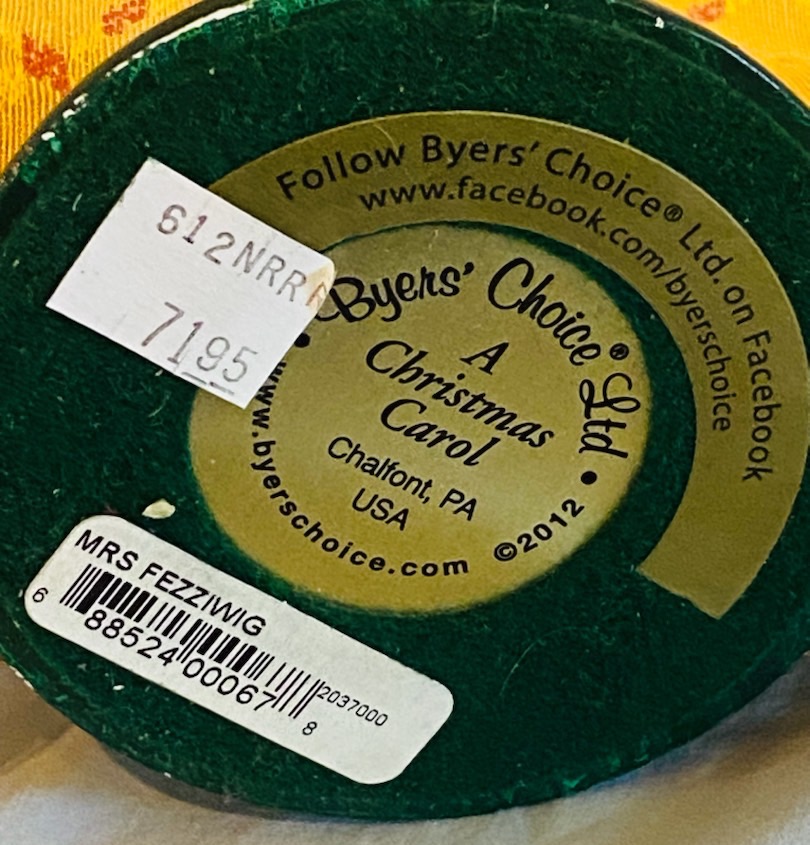 Follow Byers' Choice® Ltd. on Facebook
www.facebook.com/byerschoice
612NRR
7195
Byers' Choice® Ltd
A
Christmas
Carol
Chalfont, PA
USA
www.byerschoice.com
©2012
MRS FEZZIWIG
6 88524 00067 8
2037000